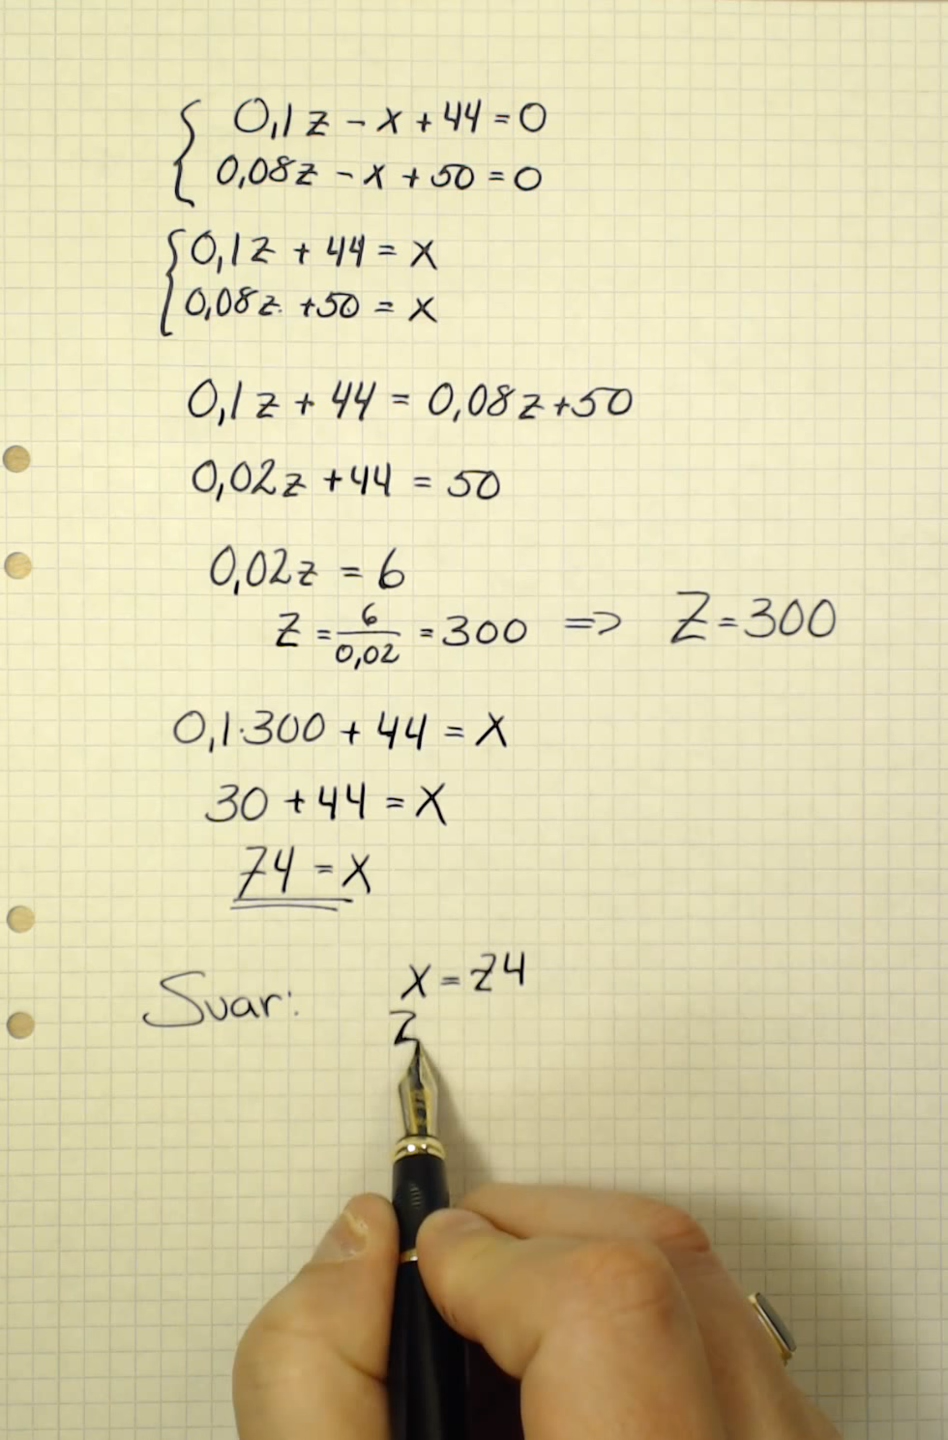 0,1z - x + 44 = 0
0,08z - x + 50 = 0
0,1z + 44 = x
0,08z + 50 = x
0,1z + 44 = 0,08z + 50
0,02z + 44 = 50
0,02z = 6
z = 6/0,02 = 300 => Z = 300
0,1·300 + 44 = x
30 + 44 = x
74 = x
Svar: x = 74
z